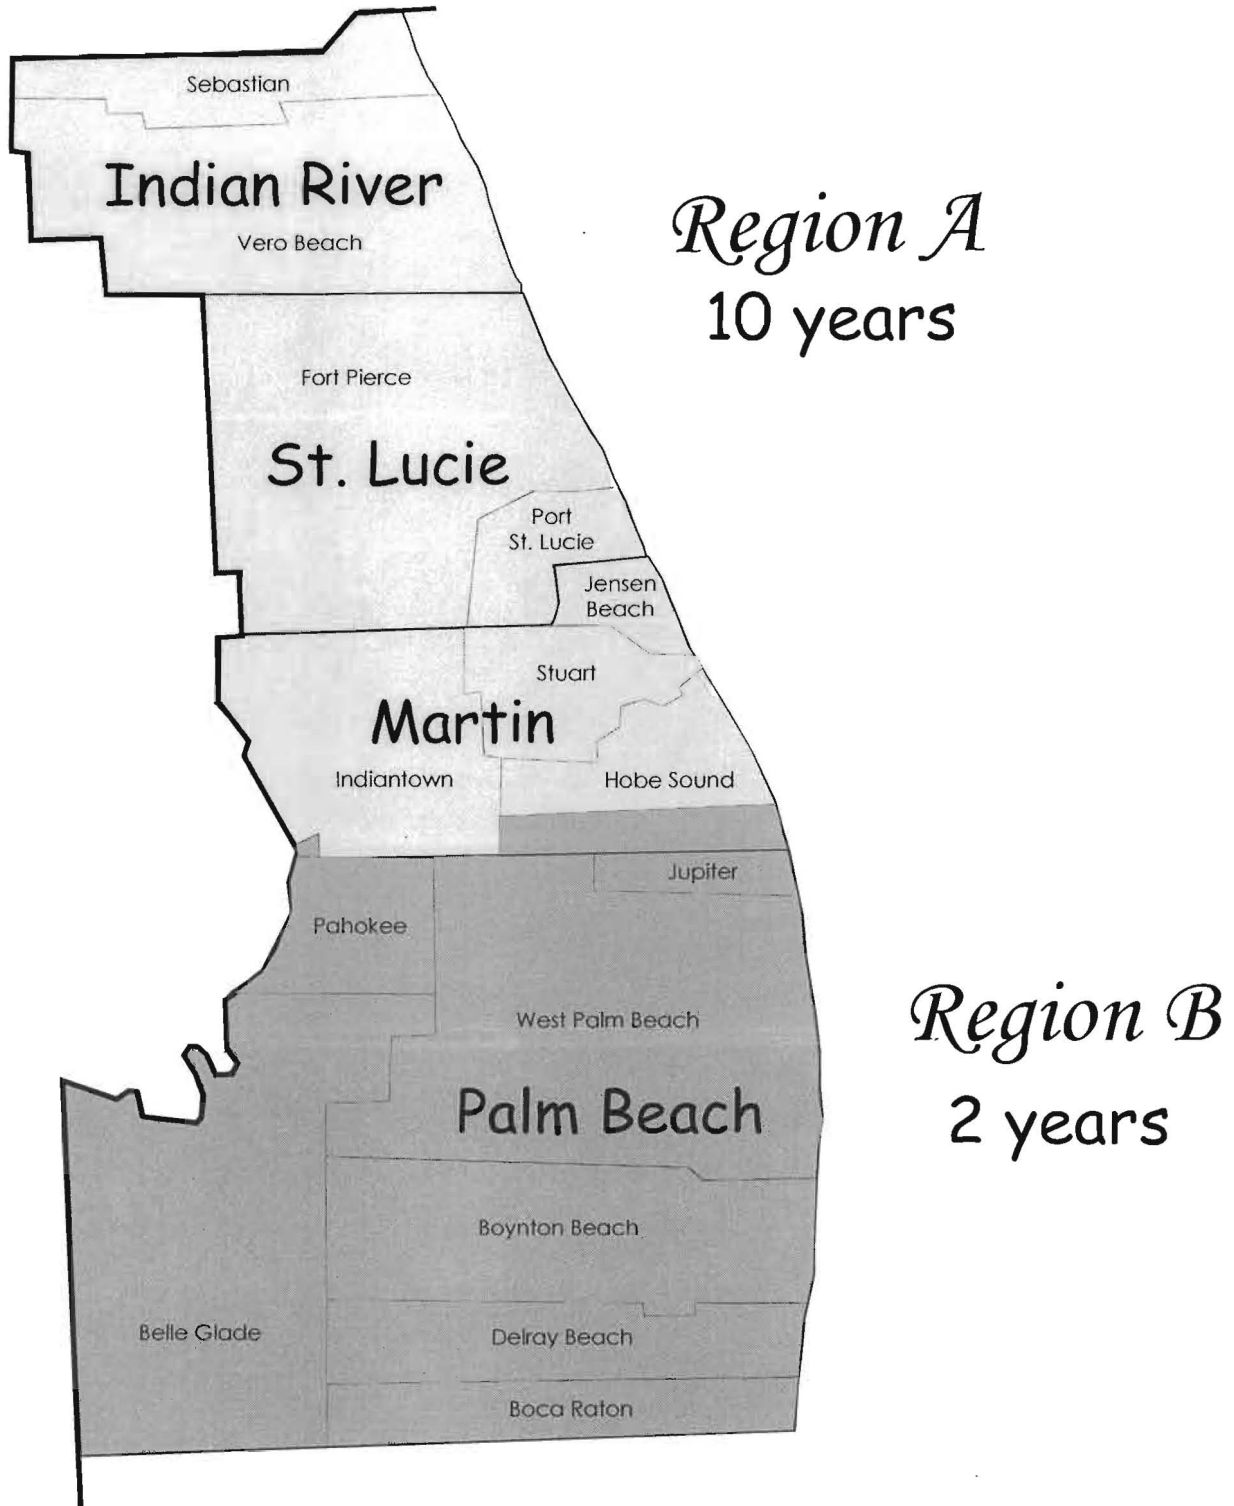 Sebastian
Indian River
Vero Beach
Region A
10 years
Fort Pierce
St. Lucie
Port
St. Lucie
Jensen
Beach
Stuart
Martin
Indiantown
Hobe Sound
Jupiter
Pahokee
West Palm Beach
Region B
2 years
Palm Beach
Boynton Beach
Belle Glade
Delray Beach
Boca Raton